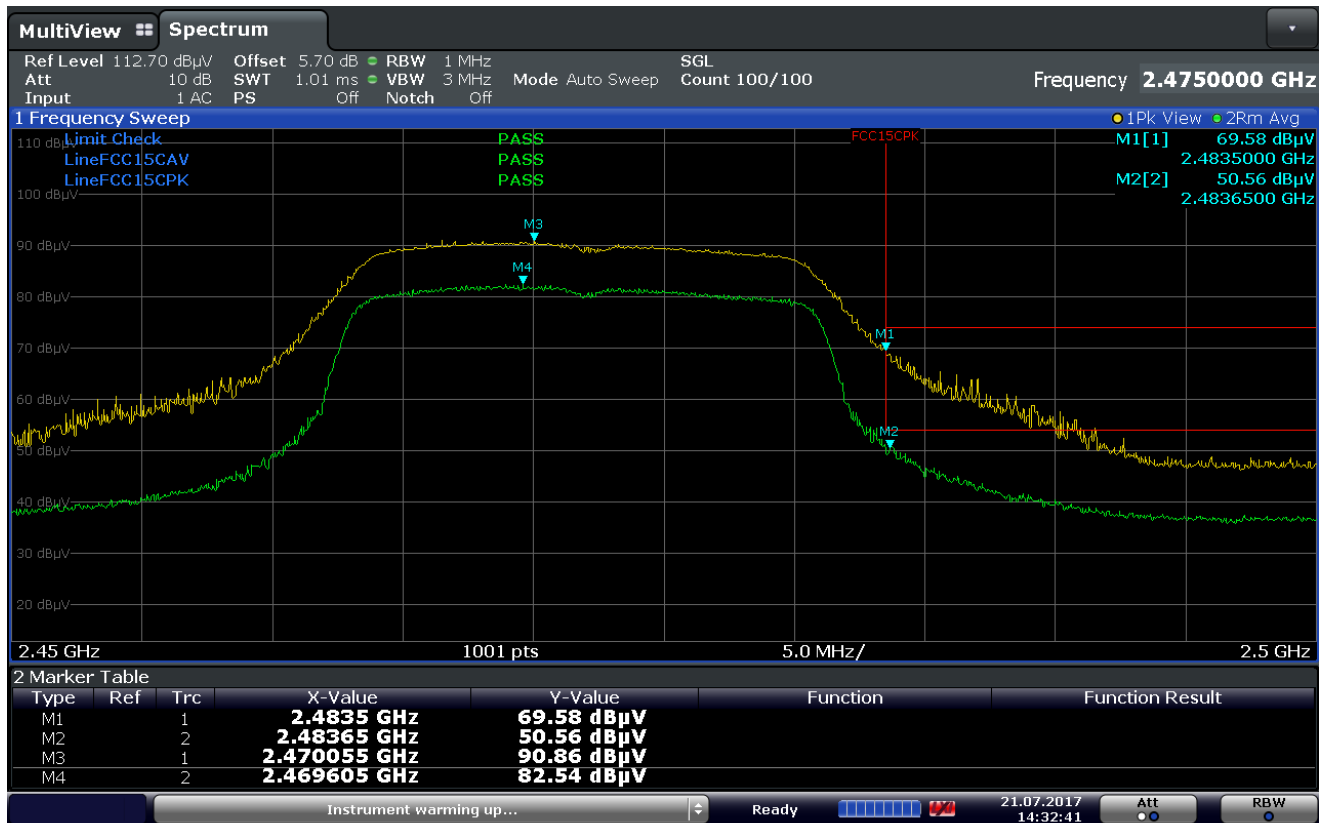 MultiView Spectrum
Ref Level 112.70 dBµV Offset 5.70 dB RBW 1 MHz SGL
Att 10 dB SWT 1.01 ms VBW 3 MHz Mode Auto Sweep Count 100/100 Frequency 2.4750000 GHz
Input 1 AC PS Off Notch Off
1 Frequency Sweep 1Pk View 2Rm Avg
110 dBµV Limit Check PASS FCC15CPK M1[1] 69.58 dBµV
LineFCC15CAV PASS 2.4835000 GHz
LineFCC15CPK PASS M2[2] 50.56 dBµV
100 dBµV 2.4836500 GHz
M3
90 dBµV
M4
80 dBµV
M1
70 dBµV
60 dBµV
M2
50 dBµV
40 dBµV
30 dBµV
20 dBµV
2.45 GHz 1001 pts 5.0 MHz/ 2.5 GHz
2 Marker Table
Type Ref Trc X-Value Y-Value Function Function Result
M1 1 2.4835 GHz 69.58 dBµV
M2 2 2.48365 GHz 50.56 dBµV
M3 1 2.470055 GHz 90.86 dBµV
M4 2 2.469605 GHz 82.54 dBµV
Instrument warming up... Ready 21.07.2017 Att RBW
14:32:41